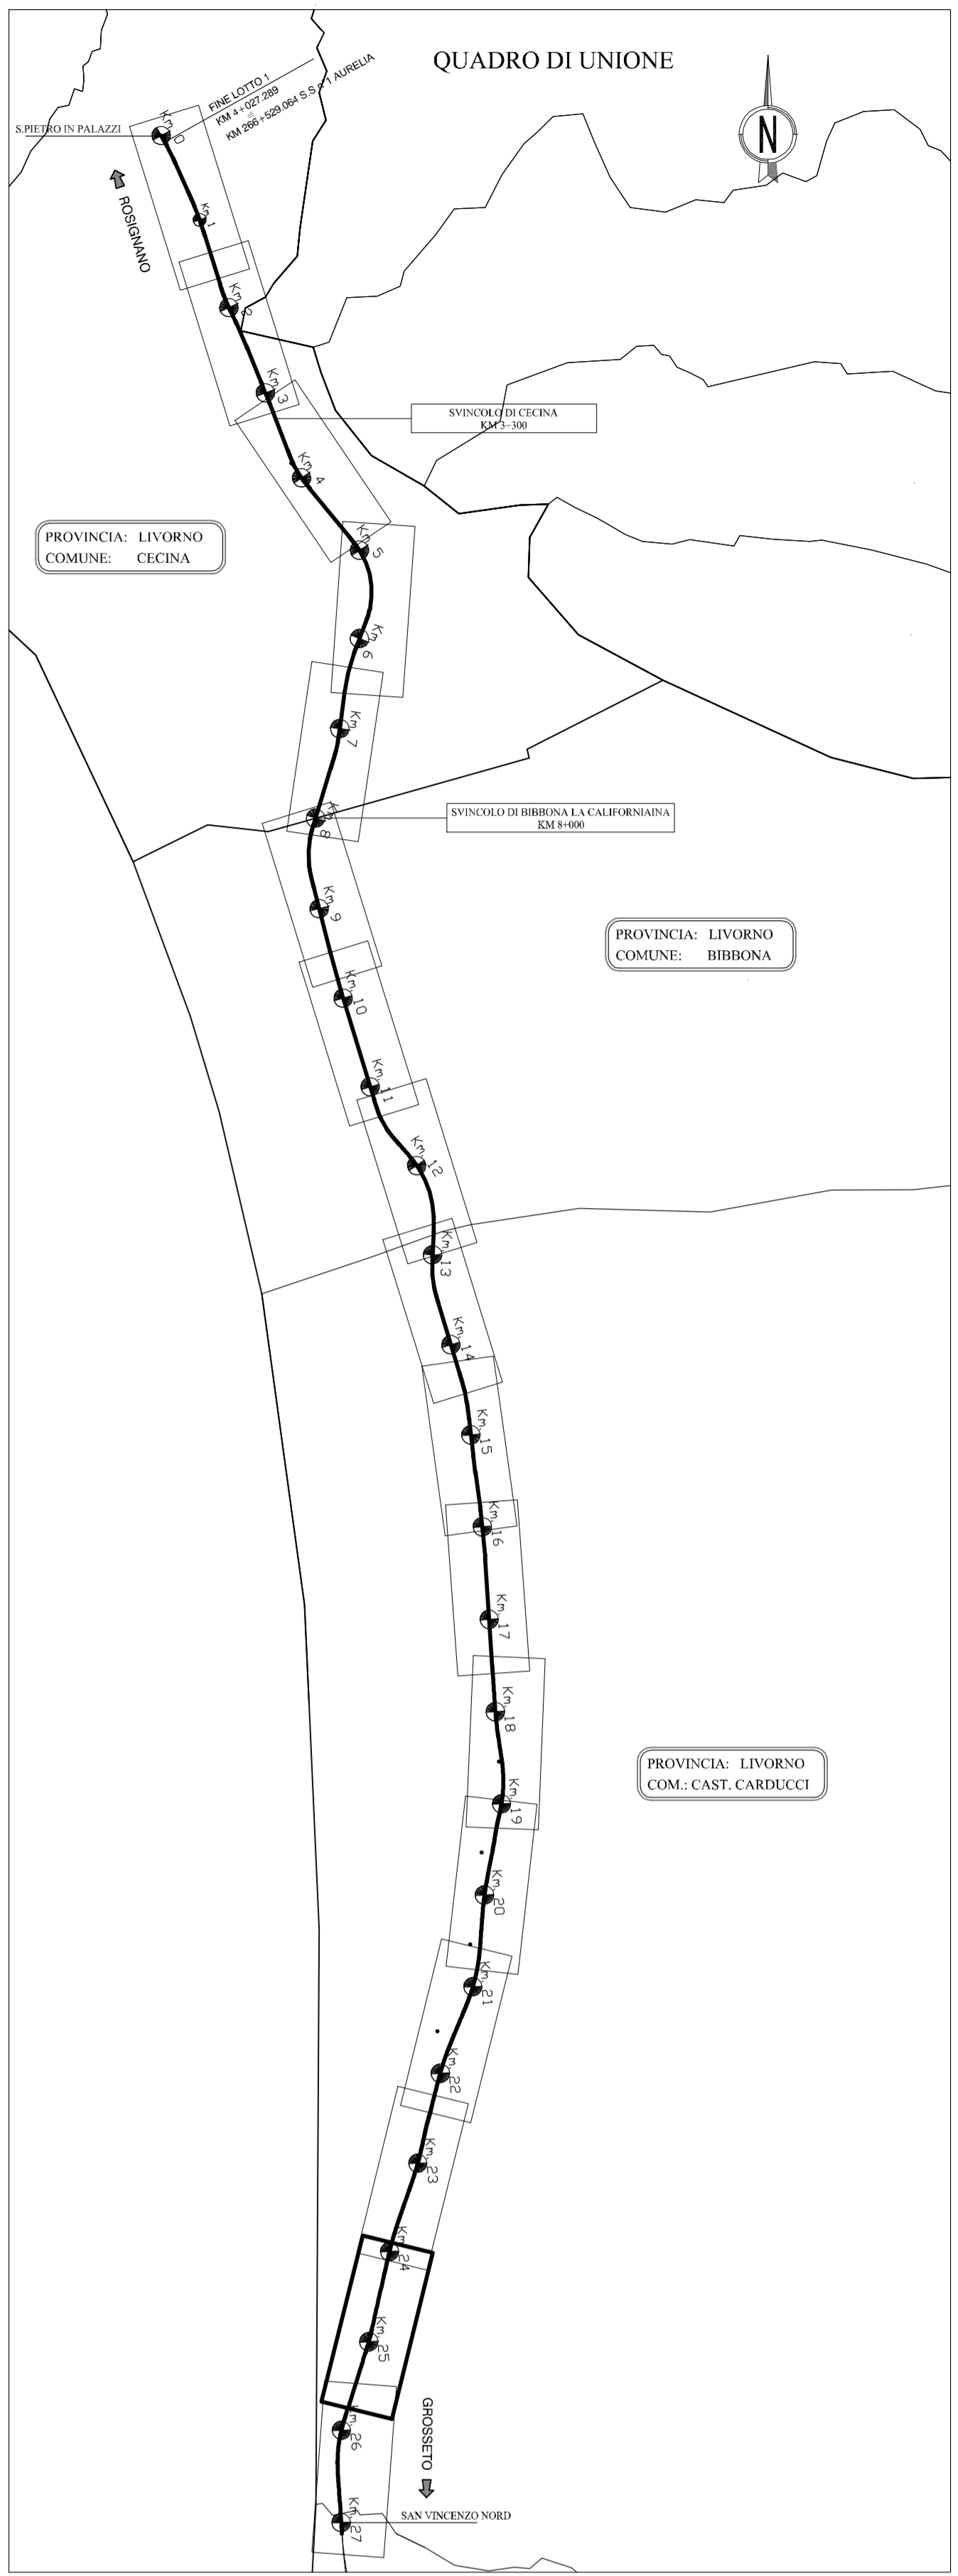 QUADRO DI UNIONE
N
FINE LOTTO 1
KM 4+027.289
=
KM 266+529.064 S.S.n°1 AURELIA
S.PIETRO IN PALAZZI
Km. 0
ROSIGNANO
Km. 1
Km. 2
Km. 3
SVINCOLO DI CECINA
KM 3+300
Km. 4
PROVINCIA: LIVORNO
COMUNE: CECINA
Km. 5
Km. 6
Km. 7
SVINCOLO DI BIBBONA LA CALIFORNIAINA
KM 8+000
Km. 8
Km. 9
PROVINCIA: LIVORNO
COMUNE: BIBBONA
Km. 10
Km. 11
Km. 12
Km. 13
Km. 14
Km. 15
Km. 16
Km. 17
Km. 18
PROVINCIA: LIVORNO
COM.: CAST. CARDUCCI
Km. 19
Km. 20
Km. 21
Km. 22
Km. 23
Km. 24
Km. 25
GROSSETO
Km. 26
SAN VINCENZO NORD
Km. 27